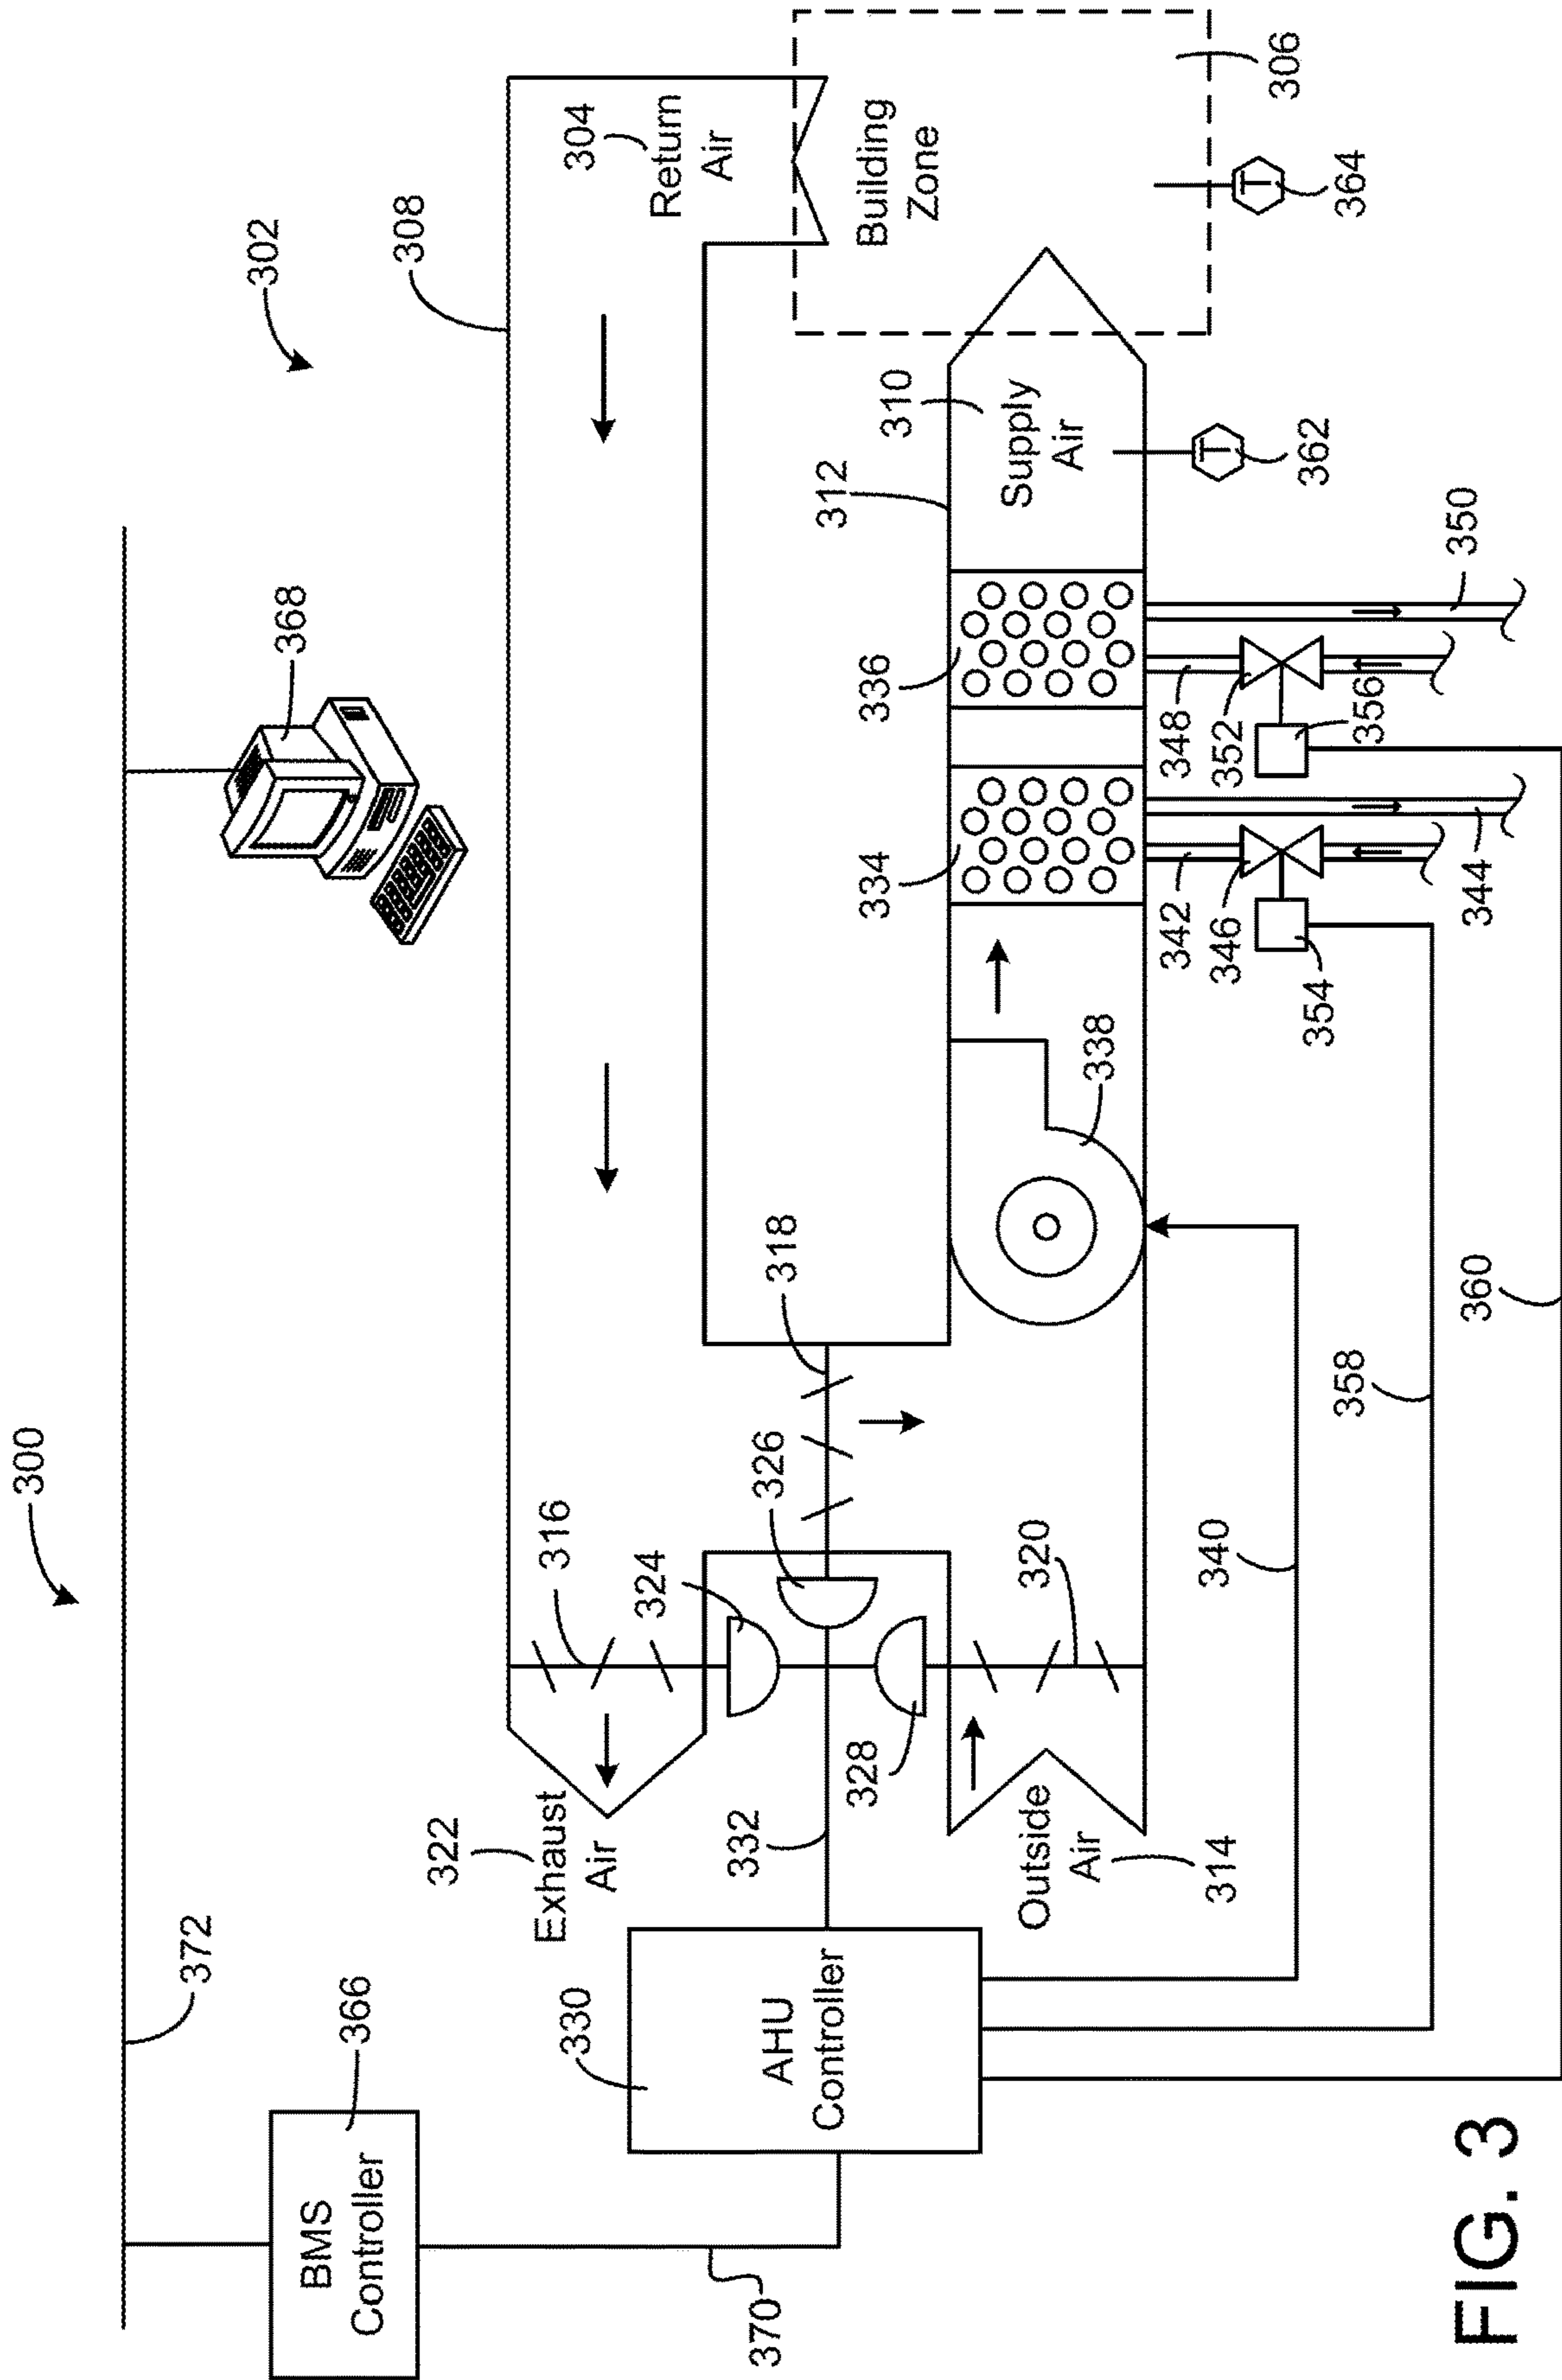 300
302
372
368
BMS
Controller
366
370
308
322
Exhaust
Air
316
324
304
Return
Air
330
AHU
Controller
332
326
318
328
Building
Zone
306
Outside
Air
314
320
338
334
336
312
310
Supply
Air
342
346
354
348
352
356
362
364
340
358
344
350
360
T
T
FIG. 3